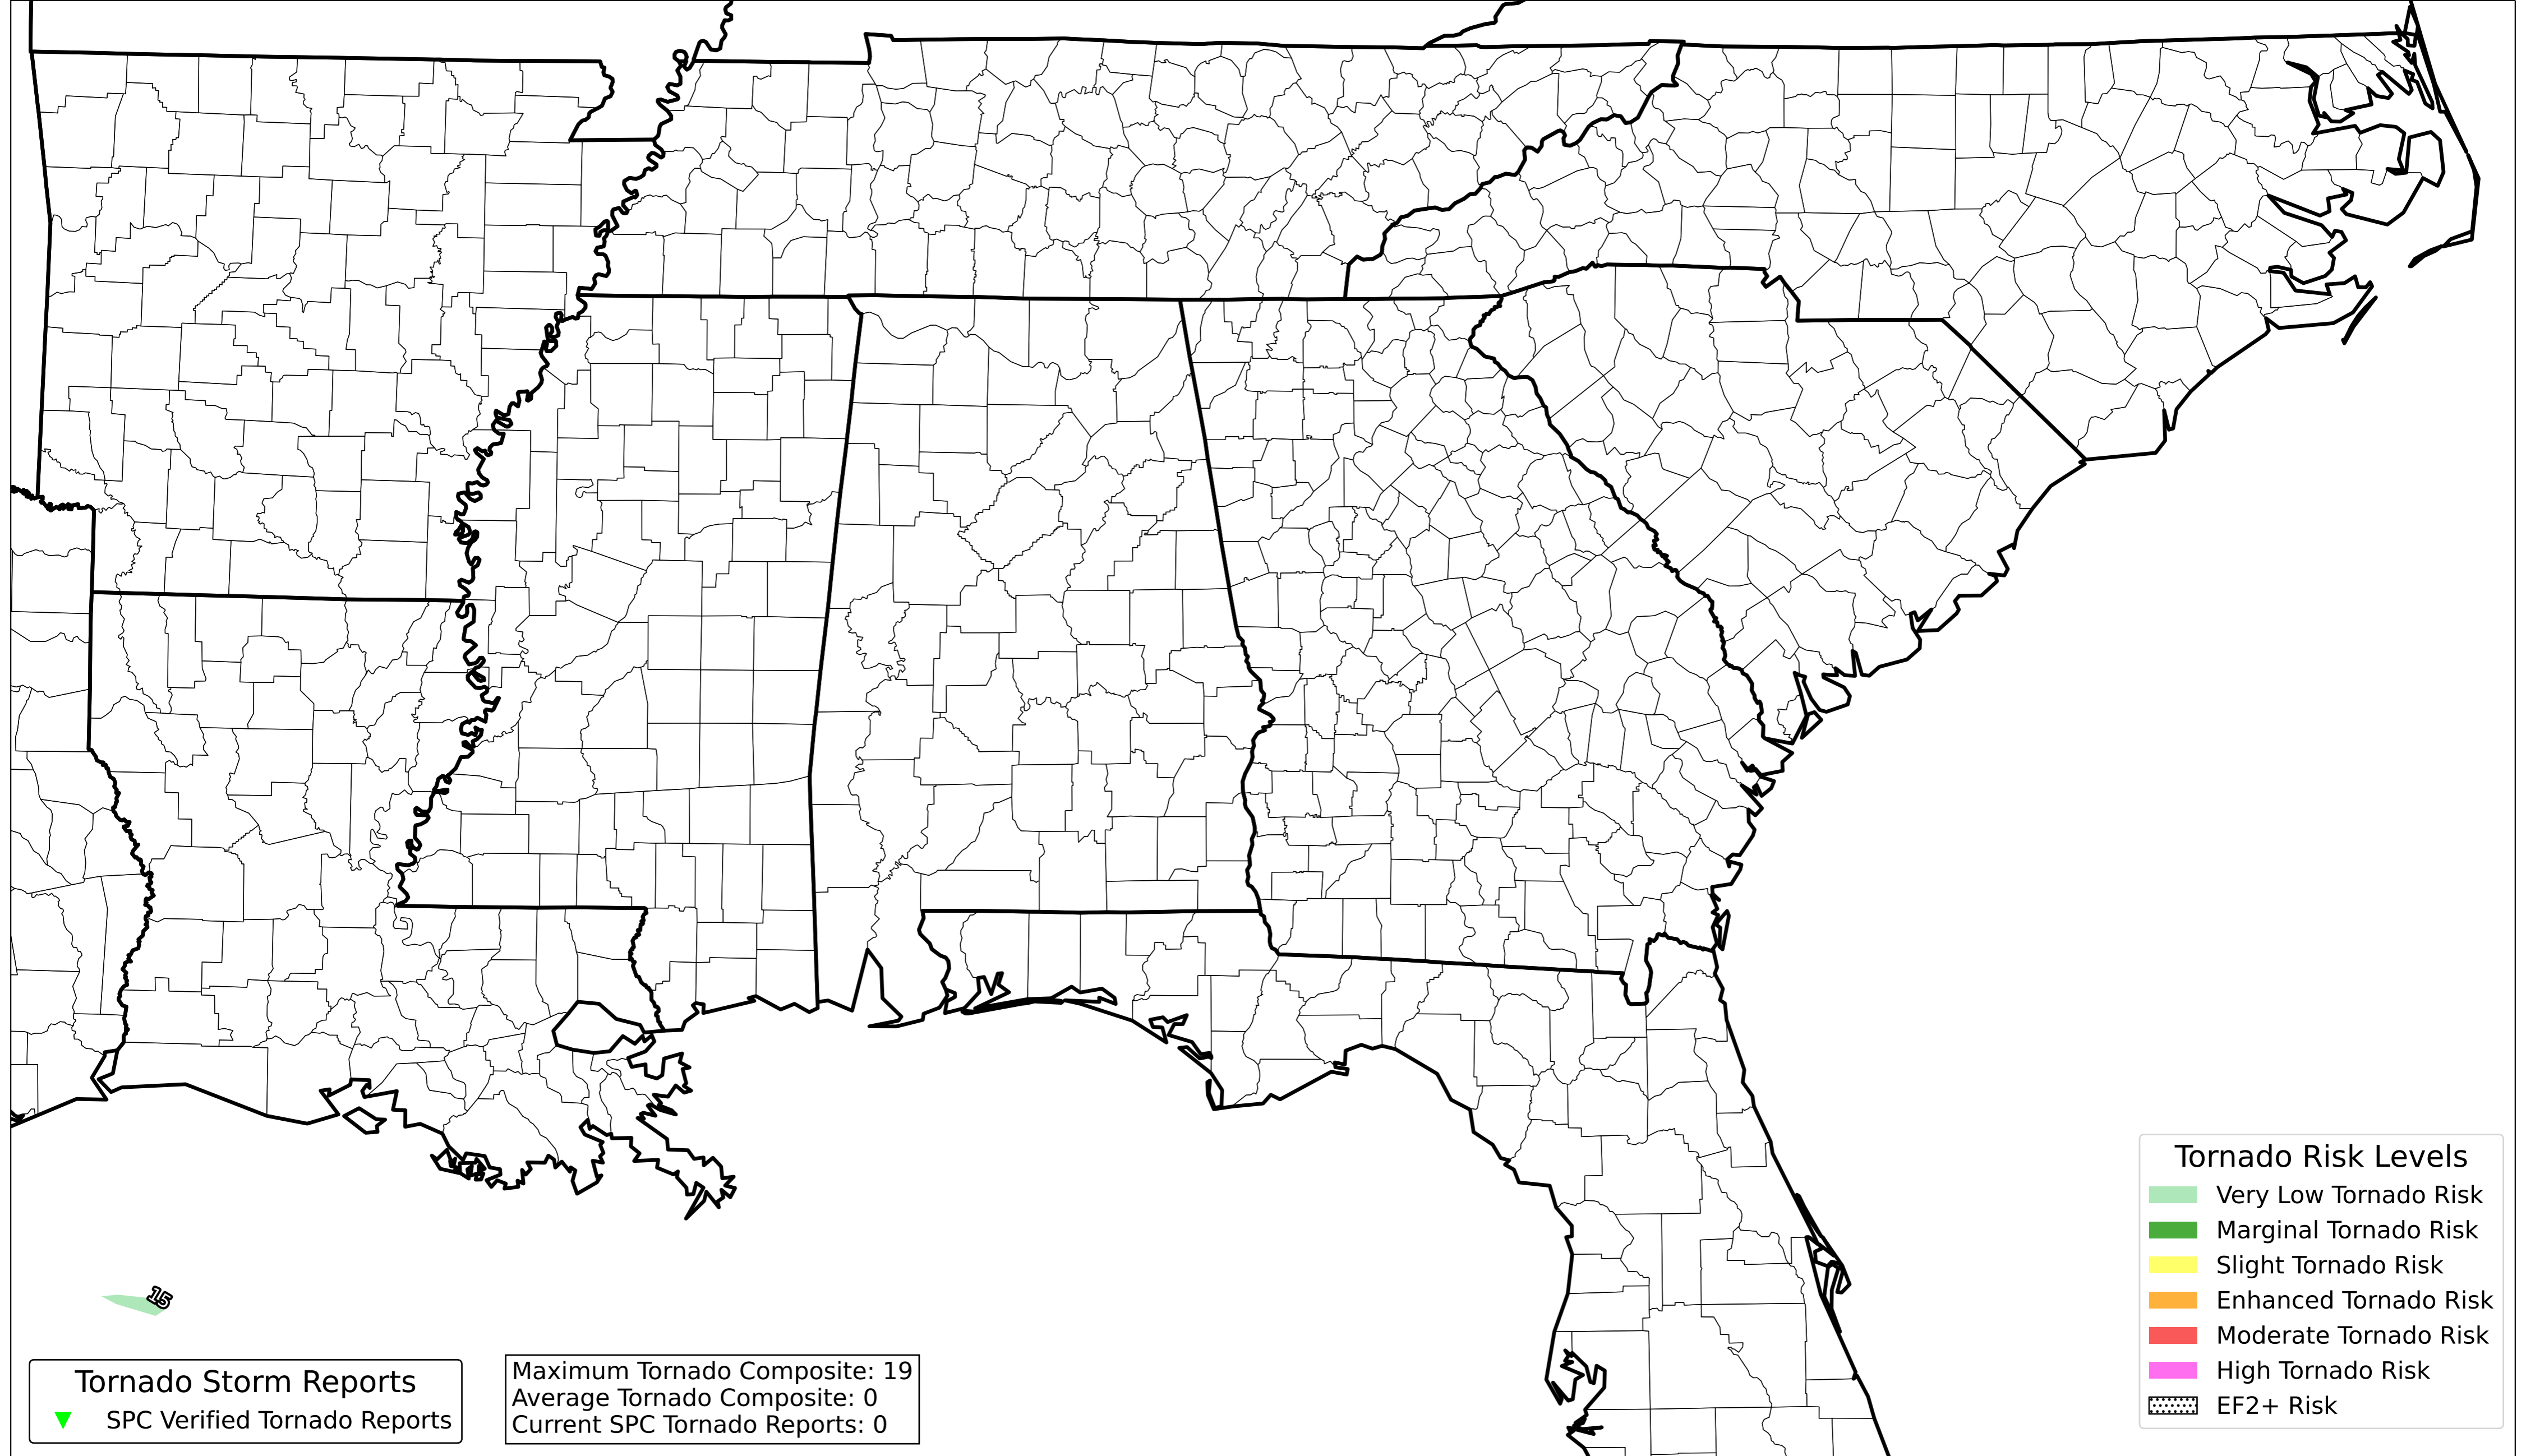 15
Tornado Storm Reports
SPC Verified Tornado Reports
Maximum Tornado Composite: 19
Average Tornado Composite: 0
Current SPC Tornado Reports: 0
Tornado Risk Levels
Very Low Tornado Risk
Marginal Tornado Risk
Slight Tornado Risk
Enhanced Tornado Risk
Moderate Tornado Risk
High Tornado Risk
EF2+ Risk